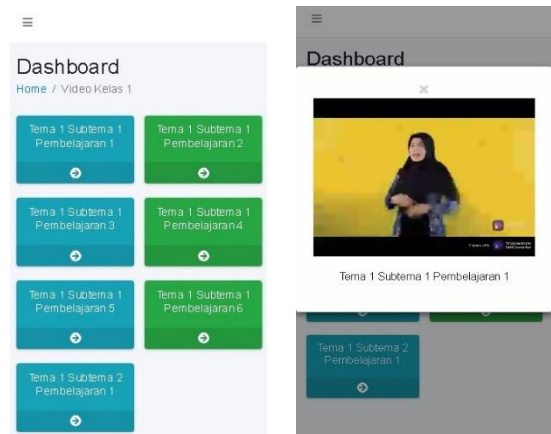 Dashboard
Home / Video Kelas 1
Tema 1 Subtema 1
Pembelajaran 1
Tema 1 Subtema 1
Pembelajaran 2
Tema 1 Subtema 1
Pembelajaran 3
Tema 1 Subtema 1
Pembelajaran 4
Tema 1 Subtema 1
Pembelajaran 5
Tema 1 Subtema 1
Pembelajaran 6
Tema 1 Subtema 2
Pembelajaran 1
Dashboard
Tema 1 Subtema 1 Pembelajaran 1
Tema 1 Subtema 2
Pembelajaran 1